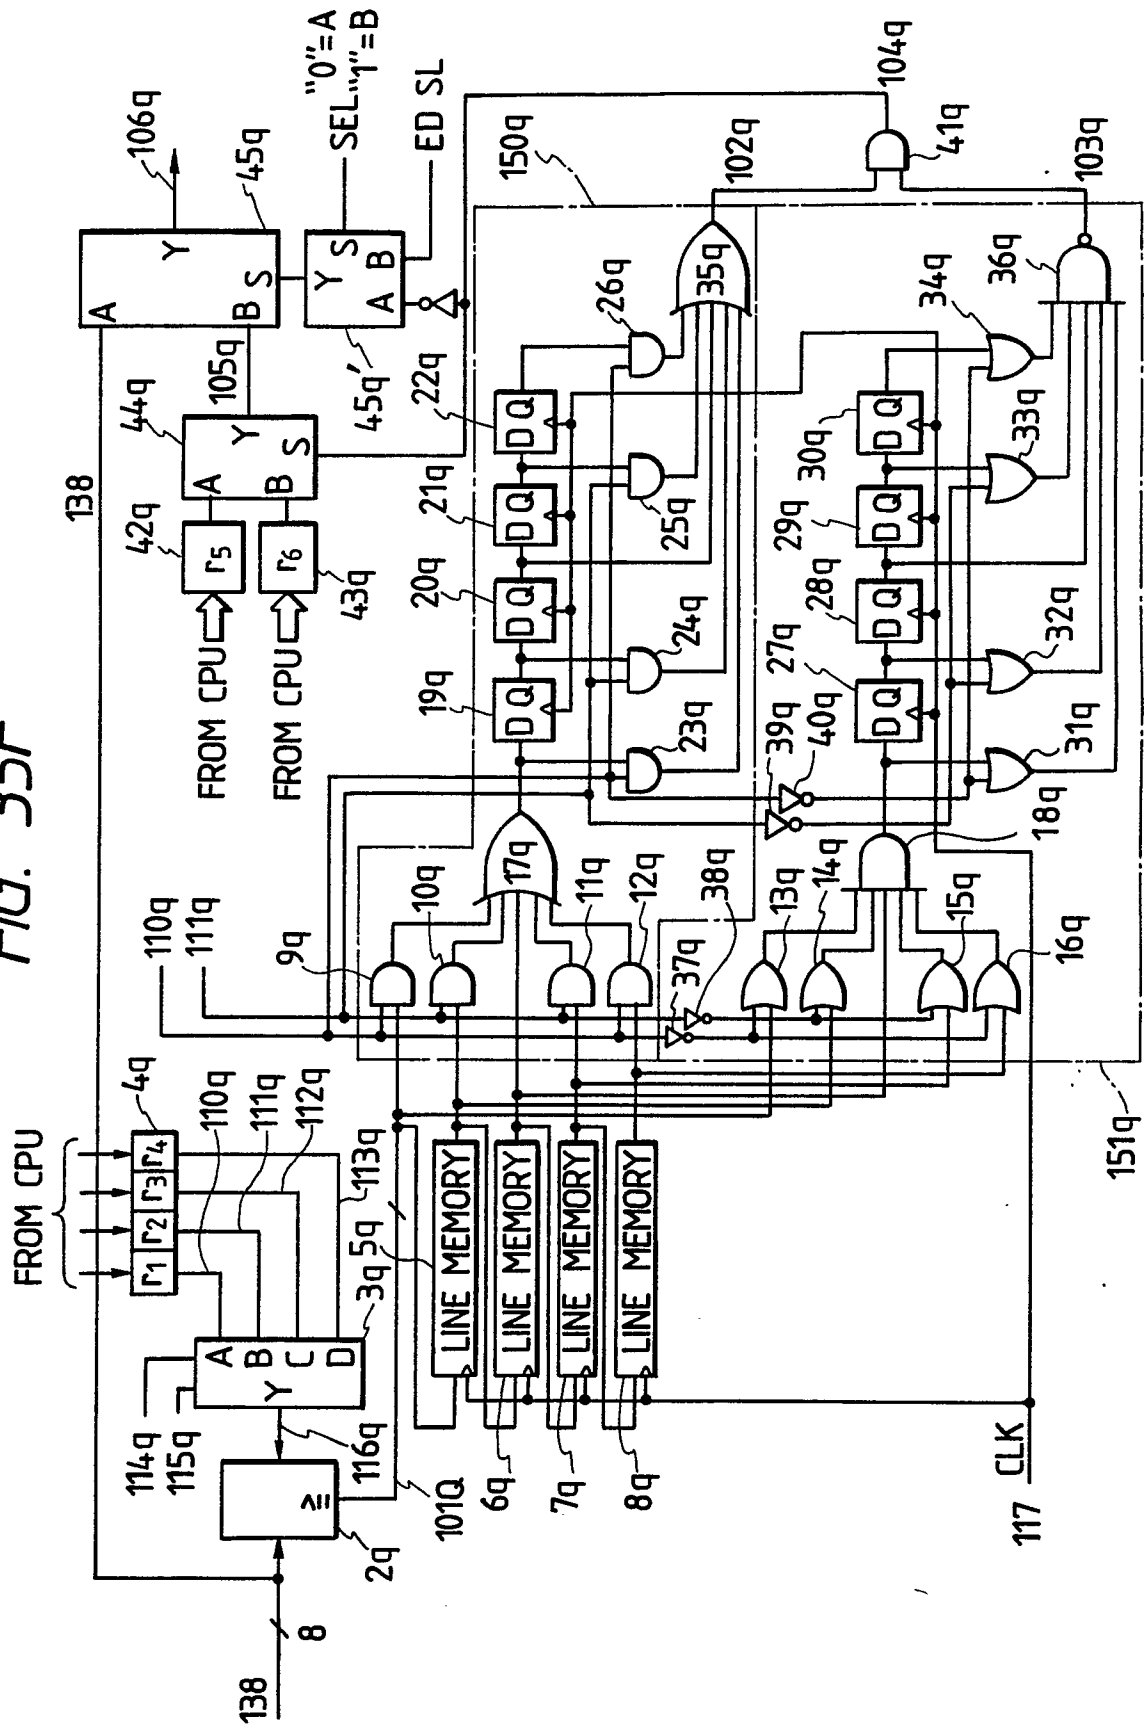 FIG. 35F
FROM CPU
r1 r2 r3 r4
4q
110q
111q
112q
113q
114q
115q
A
B
C
D
Y
3q
116q
≥
2q
101Q
138
8
138
FROM CPU
r5
42q
FROM CPU
r6
43q
A
B
Y
S
44q
105q
A
B
Y
S
45q
106q
Y
S
A
B
45q'
SEL "0"=A
"1"=B
ED SL
110q
111q
5q
LINE MEMORY
6q
LINE MEMORY
7q
LINE MEMORY
8q
LINE MEMORY
9q
10q
11q
12q
17q
37q
38q
13q
14q
15q
16q
18q
19q
D Q
20q
D Q
21q
D Q
22q
D Q
23q
24q
25q
26q
35q
150q
102q
39q
40q
27q
D Q
28q
D Q
29q
D Q
30q
D Q
31q
32q
33q
34q
36q
103q
41q
104q
151q
117
CLK